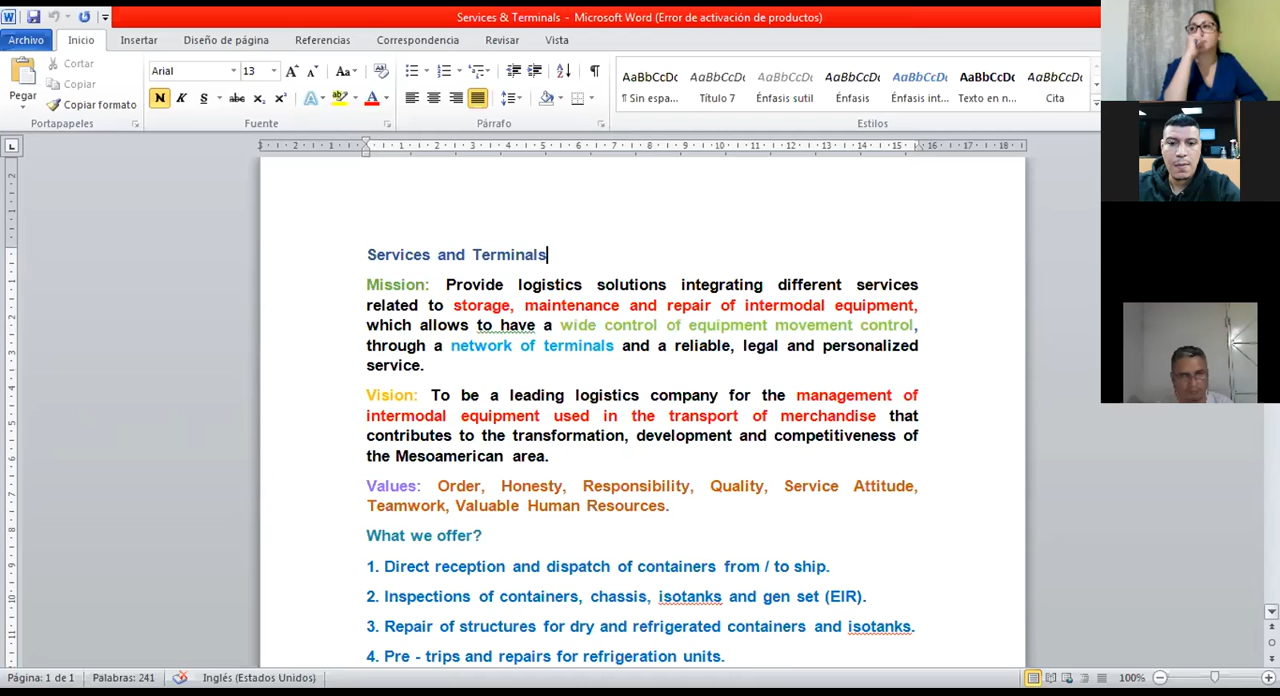 Services & Terminals - Microsoft Word (Error de activación de productos)
Archivo Inicio Insertar Diseño de página Referencias Correspondencia Revisar Vista
Pegar
Cortar
Copiar
Copiar formato
Portapapeles
Arial 13
Fuente
Párrafo
AaBbCcDc AaBbCcDc AaBbCcDc AaBbCcDc AaBbCcDc AaBbCcDc AaBbCcDc
¶ Sin espa... Título 7 Énfasis sutil Énfasis Énfasis int... Texto en n... Cita
Estilos
Services and Terminals
Mission: Provide logistics solutions integrating different services
related to storage, maintenance and repair of intermodal equipment,
which allows to have a wide control of equipment movement control,
through a network of terminals and a reliable, legal and personalized
service.
Vision: To be a leading logistics company for the management of
intermodal equipment used in the transport of merchandise that
contributes to the transformation, development and competitiveness of
the Mesoamerican area.
Values: Order, Honesty, Responsibility, Quality, Service Attitude,
Teamwork, Valuable Human Resources.
What we offer?
1. Direct reception and dispatch of containers from / to ship.
2. Inspections of containers, chassis, isotanks and gen set (EIR).
3. Repair of structures for dry and refrigerated containers and isotanks.
4. Pre - trips and repairs for refrigeration units.
Página: 1 de 1 Palabras: 241 Inglés (Estados Unidos) 100%